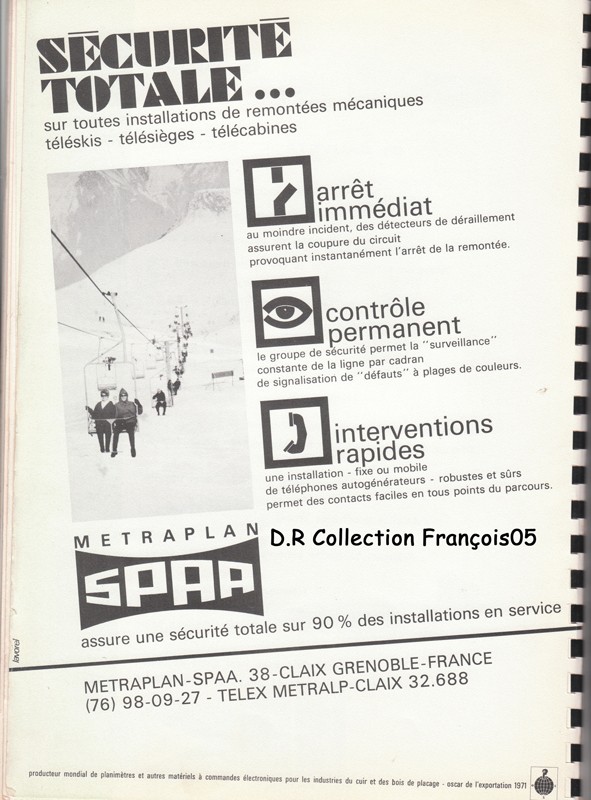 SÉCURITÉ
TOTALE...
sur toutes installations de remontées mécaniques
téléskis - télésièges - télécabines
arrêt
immédiat
au moindre incident, des détecteurs de déraillement
assurent la coupure du circuit
provoquant instantanément l'arrêt de la remontée.
contrôle
permanent
le groupe de sécurité permet la "surveillance"
constante de la ligne par cadran
de signalisation de "défauts" à plages de couleurs.
interventions
rapides
une installation - fixe ou mobile
de téléphones autogénérateurs - robustes et sûrs
permet des contacts faciles en tous points du parcours.
METRAPLAN
D.R Collection François05
SPAA
assure une sécurité totale sur 90 % des installations en service
lavorel
METRAPLAN-SPAA. 38-CLAIX GRENOBLE-FRANCE
(76) 98-09-27 - TELEX METRALP-CLAIX 32.688
producteur mondial de planimètres et autres matériels à commandes électroniques pour les industries du cuir et des bois de placage - oscar de l'exportation 1971